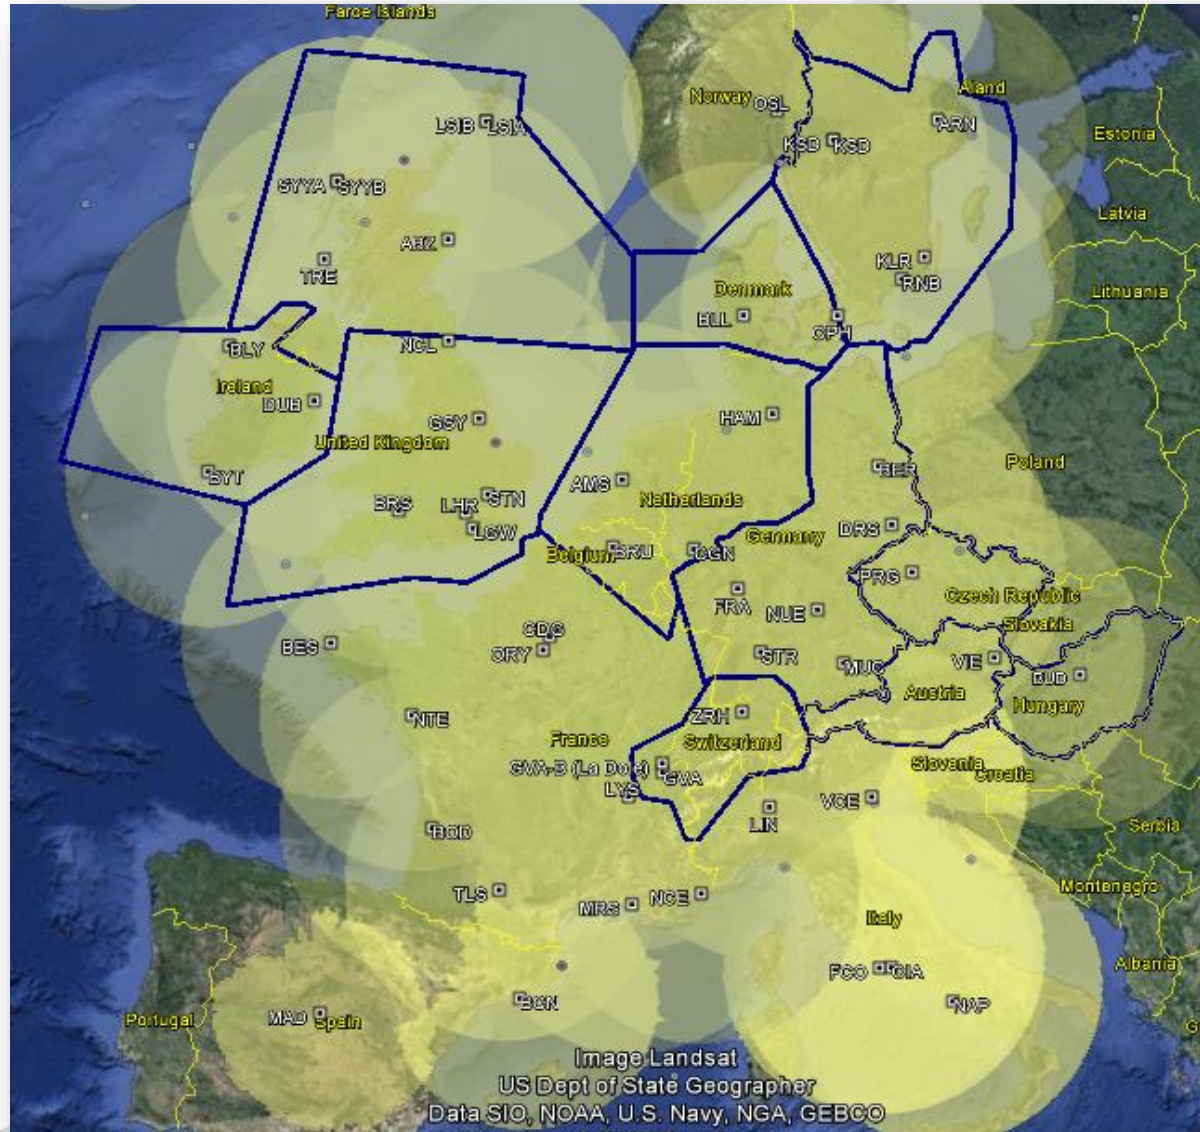 Faroe Islands
Norway
OSL
Aland
LSIB
LSIA
ARN
Estonia
KSD
KSD
SYYA
SYYB
Latvia
ABZ
TRE
KLR
RNB
Denmark
Lithuania
BLL
CPH
BLY
NCL
Ireland
DUB
GSY
HAM
United Kingdom
Poland
SYT
BER
AMS
Netherlands
BRS
LHR
STN
LGW
DRS
Germany
Belgium
BRU
CGN
PRG
Czech Republic
FRA
NUE
Slovakia
CDG
BES
ORY
STR
MUC
VIE
BUD
Austria
Hungary
NTE
ZRH
France
Switzerland
GVA-B (La Dole)
GVA
Slovenia
Croatia
LYS
VCE
LIN
BOD
Serbia
TLS
MRS
NCE
Montenegro
Italy
FCO
CIA
Albania
BCN
NAP
MAD
Spain
Portugal
G
Image Landsat
US Dept of State Geographer
Data SIO, NOAA, U.S. Navy, NGA, GEBCO